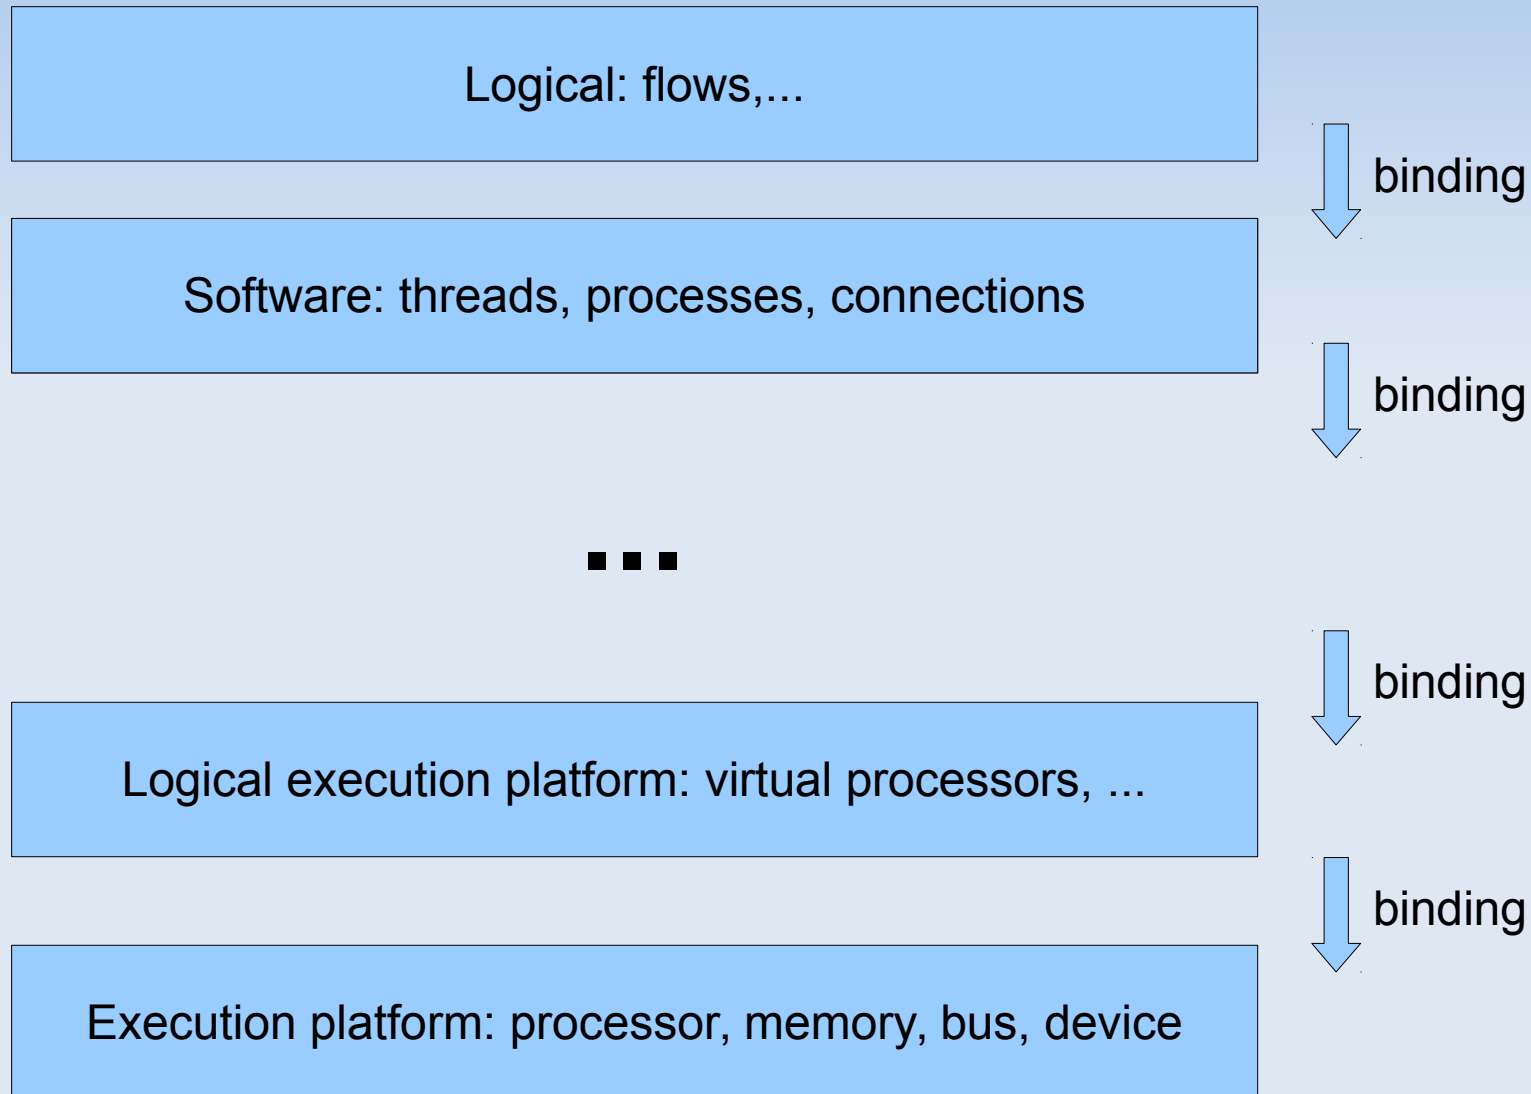 Logical: flows,...
binding
Software: threads, processes, connections
binding
...
binding
Logical execution platform: virtual processors, ...
binding
Execution platform: processor, memory, bus, device